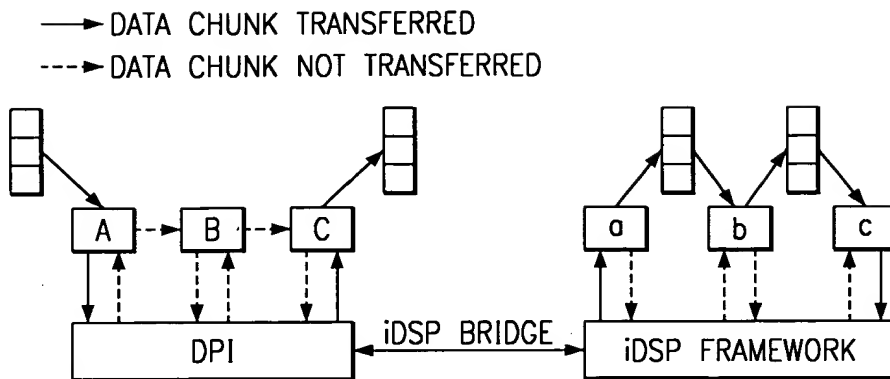 DATA CHUNK TRANSFERRED
DATA CHUNK NOT TRANSFERRED
A
B
C
a
b
c
DPI
iDSP BRIDGE
iDSP FRAMEWORK